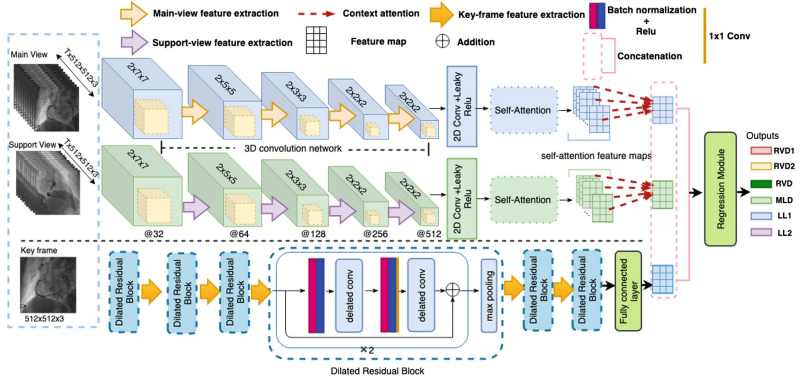 Main-view feature extraction
Context attention
Key-frame feature extraction
Batch normalization
+
Relu
1x1 Conv
Support-view feature extraction
Feature map
Addition
Concatenation
Main View
Tx512x512x3
2x7x7
2x5x5
2x3x3
2x2x2
2x2x2
2D Conv +Leaky
Relu
Self-Attention
3D convolution network
self-attention feature maps
Support View
Tx512x512x3
2x7x7
2x5x5
2x3x3
2x2x2
2x2x2
2D Conv +Leaky
Relu
Self-Attention
@32
@64
@128
@256
@512
Regression Module
Outputs
RVD1
RVD2
RVD
MLD
LL1
LL2
Key frame
512x512x3
Dilated Residual
Block
Dilated Residual
Block
Dilated Residual
Block
delated conv
delated conv
×2
max pooling
Dilated Residual
Block
Dilated Residual
Block
Fully connected
layer
Dilated Residual Block